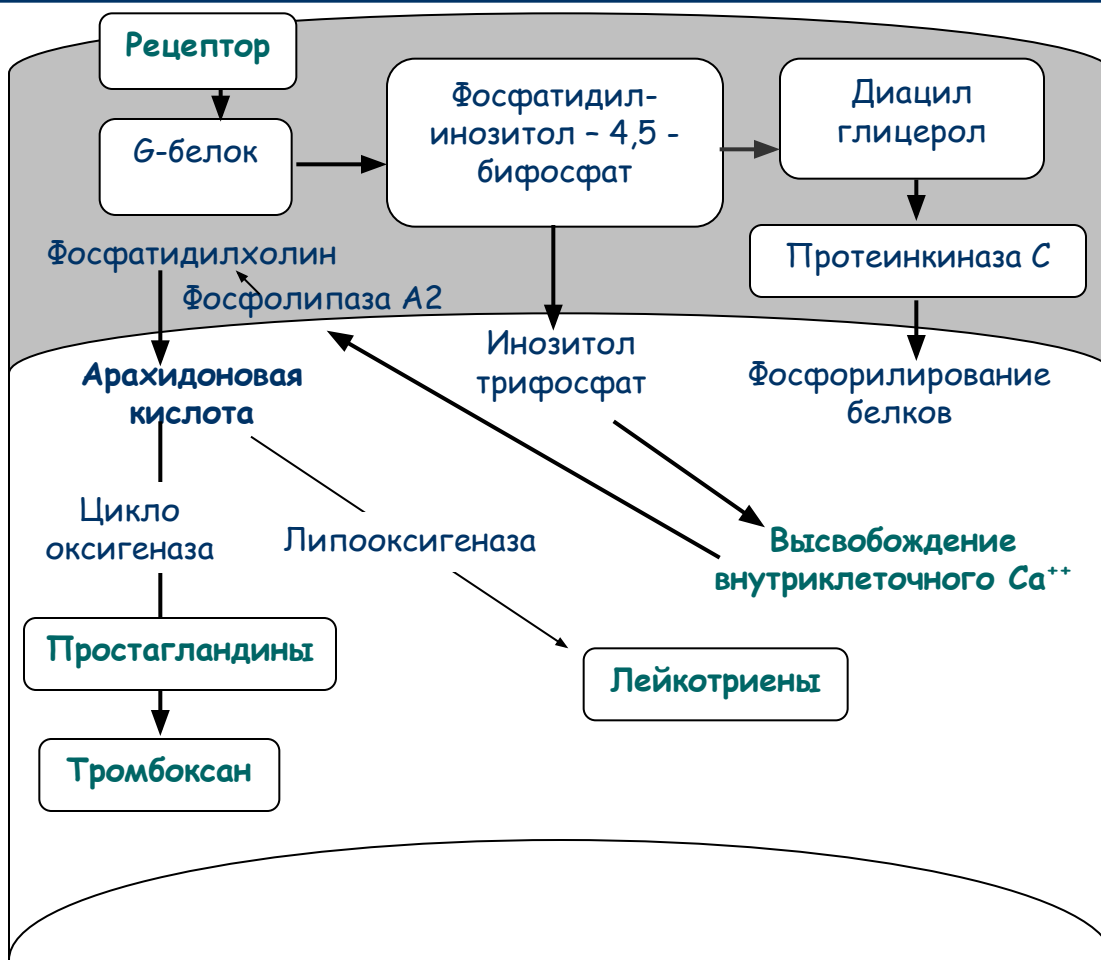 Рецептор
G-белок
Фосфатидил-
инозитол – 4,5 -
бифосфат
Диацил
глицерол
Протеинкиназа С
Фосфатидилхолин
Фосфолипаза А2
Инозитол
трифосфат
Фосфорилирование
белков
Арахидоновая
кислота
Цикло
оксигеназа
Липооксигеназа
Высвобождение
внутриклеточного Са⁺⁺
Простагландины
Лейкотриены
Тромбоксан